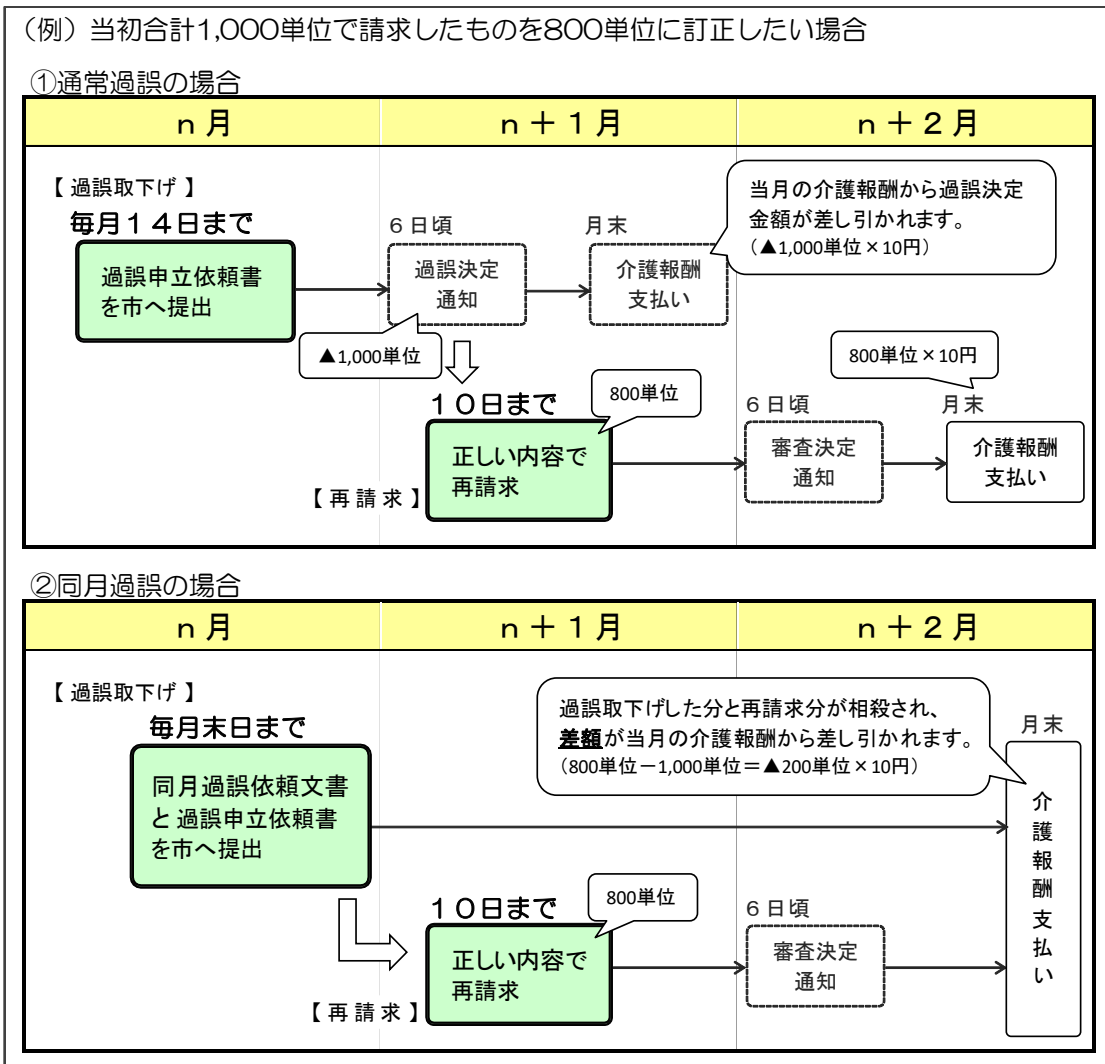 （例）当初合計1,000単位で請求したものを800単位に訂正したい場合
①通常過誤の場合
ｎ月
ｎ＋１月
ｎ＋２月
【 過誤取下げ 】
毎月１４日まで
過誤申立依頼書
を市へ提出
６日頃
過誤決定
通知
▲1,000単位
月末
介護報酬
支払い
当月の介護報酬から過誤決定
金額が差し引かれます。
（▲1,000単位×10円）
１０日まで
800単位
正しい内容で
再請求
【 再 請 求 】
６日頃
審査決定
通知
800単位×10円
月末
介護報酬
支払い
②同月過誤の場合
ｎ月
ｎ＋１月
ｎ＋２月
【 過誤取下げ 】
毎月末日まで
同月過誤依頼文書
と 過誤申立依頼書
を市へ提出
過誤取下げした分と再請求分が相殺され、
差額が当月の介護報酬から差し引かれます。
（800単位－1,000単位＝▲200単位×10円）
月末
介護報酬支払い
１０日まで
800単位
正しい内容で
再請求
【 再 請 求 】
６日頃
審査決定
通知